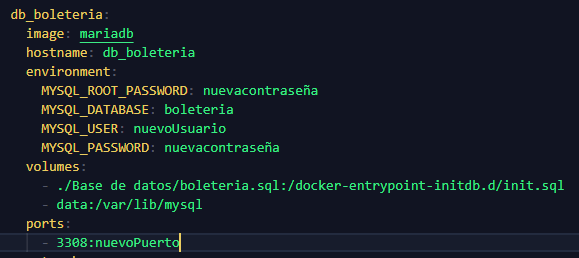 db_boleteria:
image: mariadb
hostname: db_boleteria
environment:
MYSQL_ROOT_PASSWORD: nuevacontraseña
MYSQL_DATABASE: boleteria
MYSQL_USER: nuevoUsuario
MYSQL_PASSWORD: nuevacontraseña
volumes:
- ./Base de datos/boleteria.sql:/docker-entrypoint-initdb.d/init.sql
- data:/var/lib/mysql
ports:
- 3308:nuevoPuerto